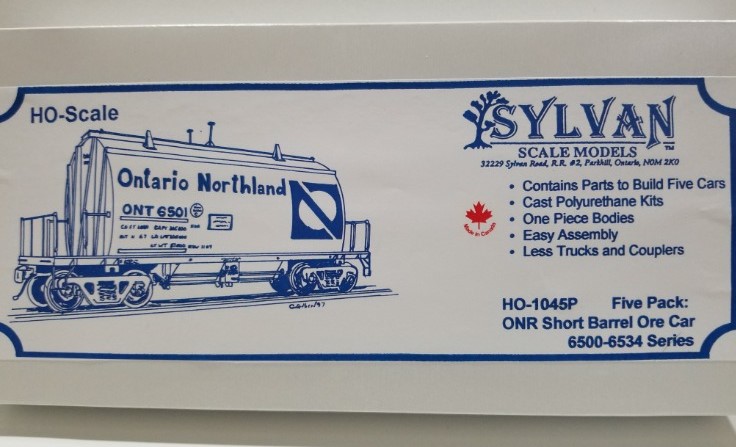 HO-Scale
Ontario Northland
ONT 6501
SYLVAN TM
SCALE MODELS
32229 Sylvan Road, R.R. #2, Parkhill, Ontario, N0M 2K0
• Contains Parts to Build Five Cars
• Cast Polyurethane Kits
• One Piece Bodies
• Easy Assembly
• Less Trucks and Couplers
Made in Canada
HO-1045P Five Pack:
ONR Short Barrel Ore Car
6500-6534 Series